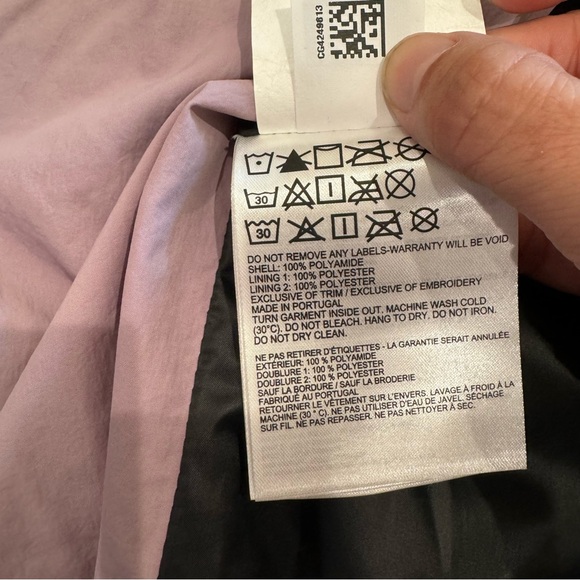 CG4249813
30
30
DO NOT REMOVE ANY LABELS-WARRANTY WILL BE VOID
SHELL: 100% POLYAMIDE
LINING 1: 100% POLYESTER
LINING 2: 100% POLYESTER
EXCLUSIVE OF TRIM / EXCLUSIVE OF EMBROIDERY
MADE IN PORTUGAL
TURN GARMENT INSIDE OUT. MACHINE WASH COLD
(30°C). DO NOT BLEACH. HANG TO DRY. DO NOT IRON.
DO NOT DRY CLEAN.
NE PAS RETIRER D'ÉTIQUETTES - LA GARANTIE SERAIT ANNULÉE
EXTÉRIEUR: 100 % POLYAMIDE
DOUBLURE 1: 100 % POLYESTER
DOUBLURE 2: 100 % POLYESTER
SAUF LA BORDURE / SAUF LA BRODERIE
FABRIQUÉ AU PORTUGAL
RETOURNER LE VÊTEMENT SUR L'ENVERS. LAVAGE À FROID À LA
MACHINE (30 ° C). NE PAS UTILISER D'EAU DE JAVEL. SÉCHAGE
SUR FIL. NE PAS REPASSER. NE PAS NETTOYER À SEC.